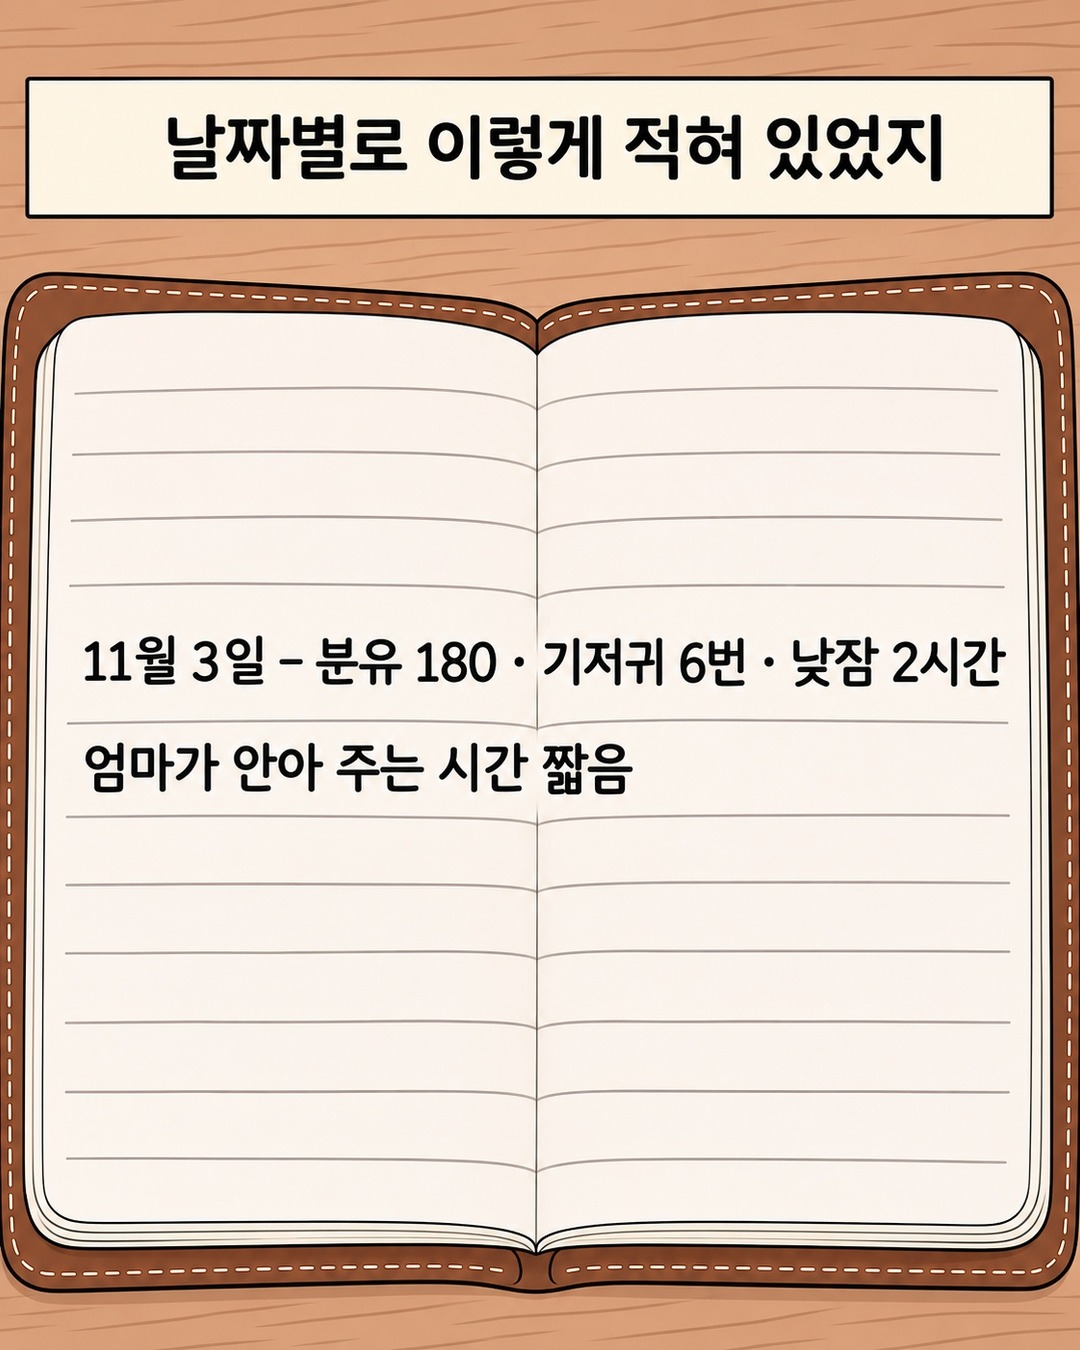 날짜별로 이렇게 적혀 있었지
11월 3일 – 분유 180 · 기저귀 6번 · 낮잠 2시간
엄마가 안아 주는 시간 짧음